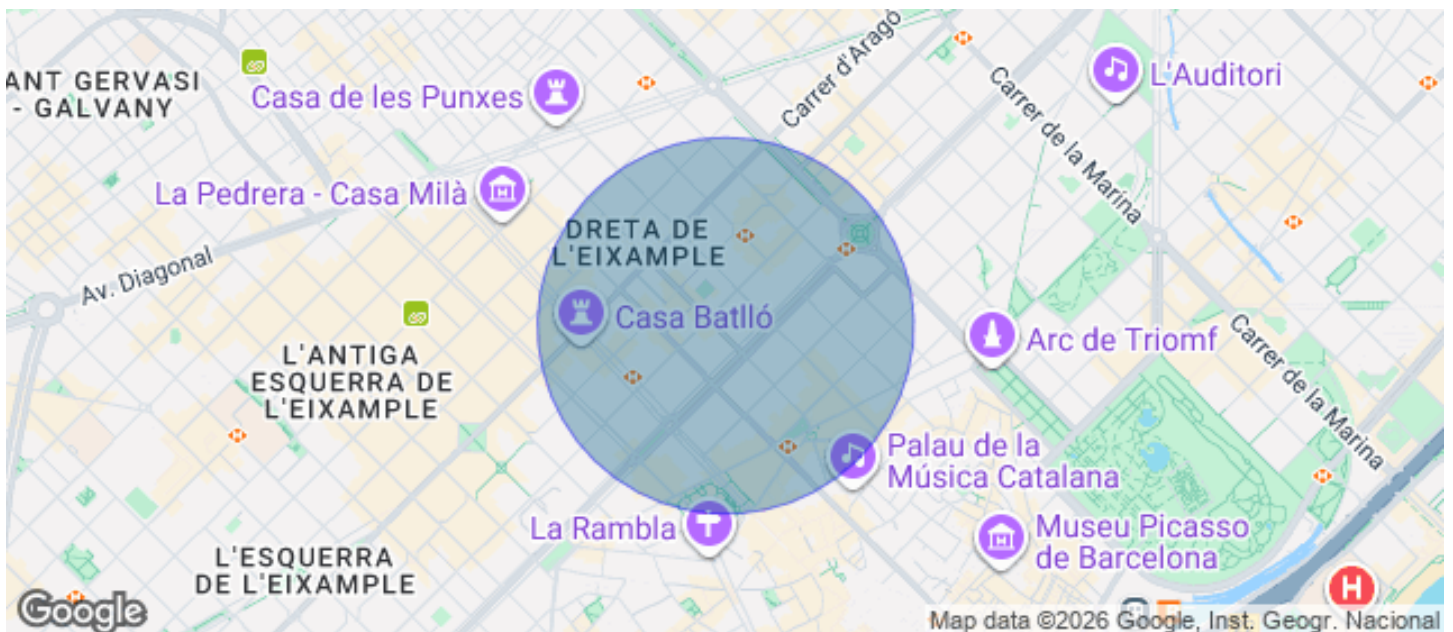 ANT GERVASI
- GALVANY
Casa de les Punxes
Carrer d'Aragó
L'Auditori
Carrer de la Marina
La Pedrera - Casa Milà
DRETA DE
L'EIXAMPLE
Av. Diagonal
Casa Batlló
Arc de Triomf
L'ANTIGA
ESQUERRA DE
L'EIXAMPLE
Carrer de la Marina
Palau de la
Música Catalana
La Rambla
Museu Picasso
de Barcelona
L'ESQUERRA
DE L'EIXAMPLE
H
Google
Map data ©2026 Google, Inst. Geogr. Nacional